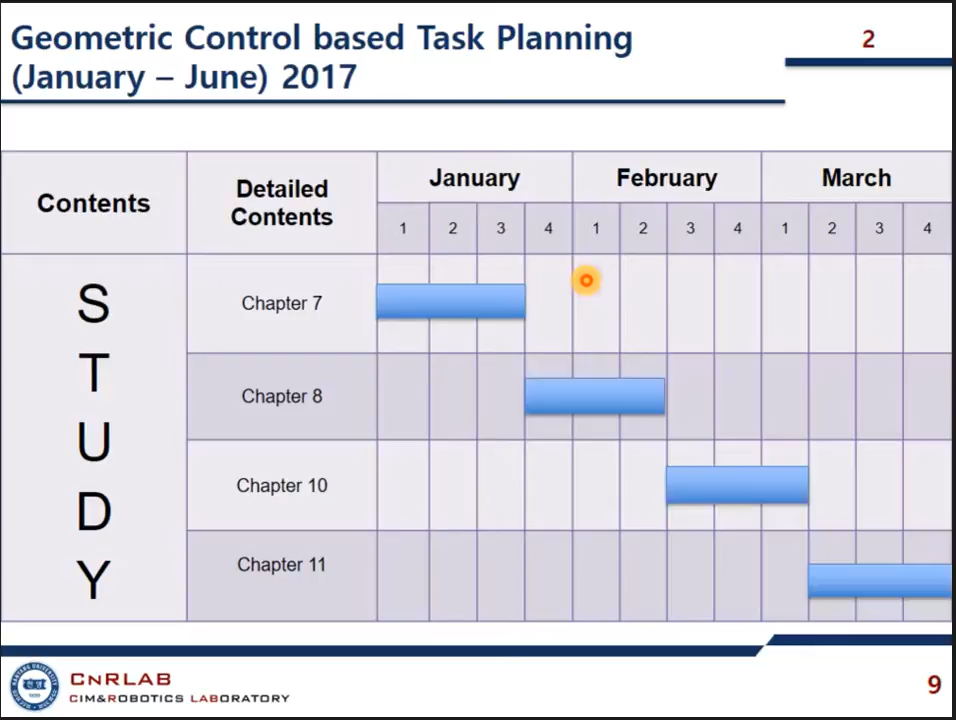 Geometric Control based Task Planning
(January – June) 2017
2
Contents
Detailed
Contents
January
February
March
1 2 3 4 1 2 3 4 1 2 3 4
S
T
U
D
Y
Chapter 7
Chapter 8
Chapter 10
Chapter 11
CNRLAB
CIM&ROBOTICS LABORATORY
9